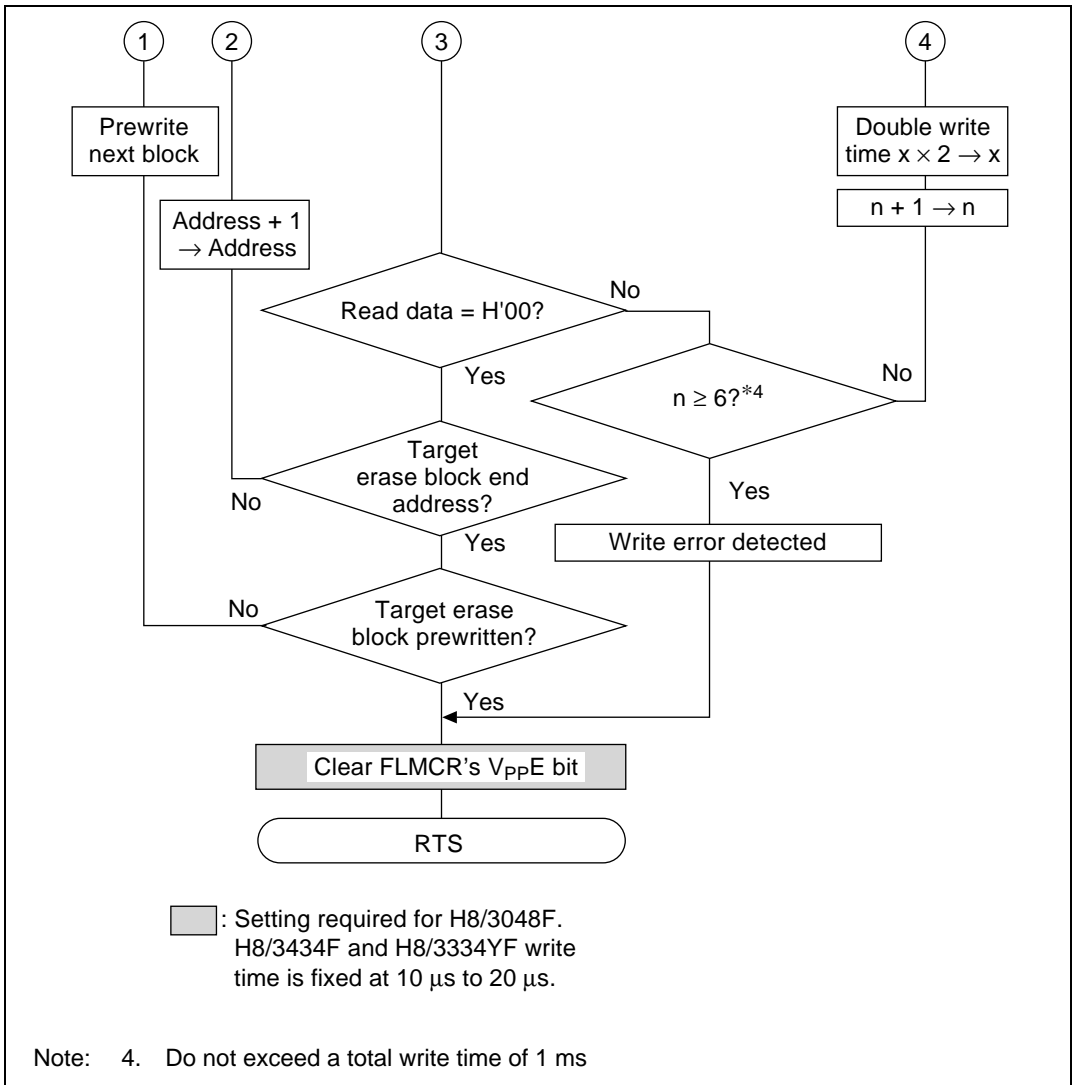 1
2
3
4
Prewrite
next block
Double write
time x × 2 → x
n + 1 → n
Address + 1
→ Address
Read data = H'00?
No
Yes
n ≥ 6?*4
No
Target
erase block end
address?
No
Yes
Yes
Write error detected
No
Target erase
block prewritten?
Yes
Clear FLMCR's VPPE bit
RTS
: Setting required for H8/3048F.
H8/3434F and H8/3334YF write
time is fixed at 10 μs to 20 μs.
Note: 4. Do not exceed a total write time of 1 ms